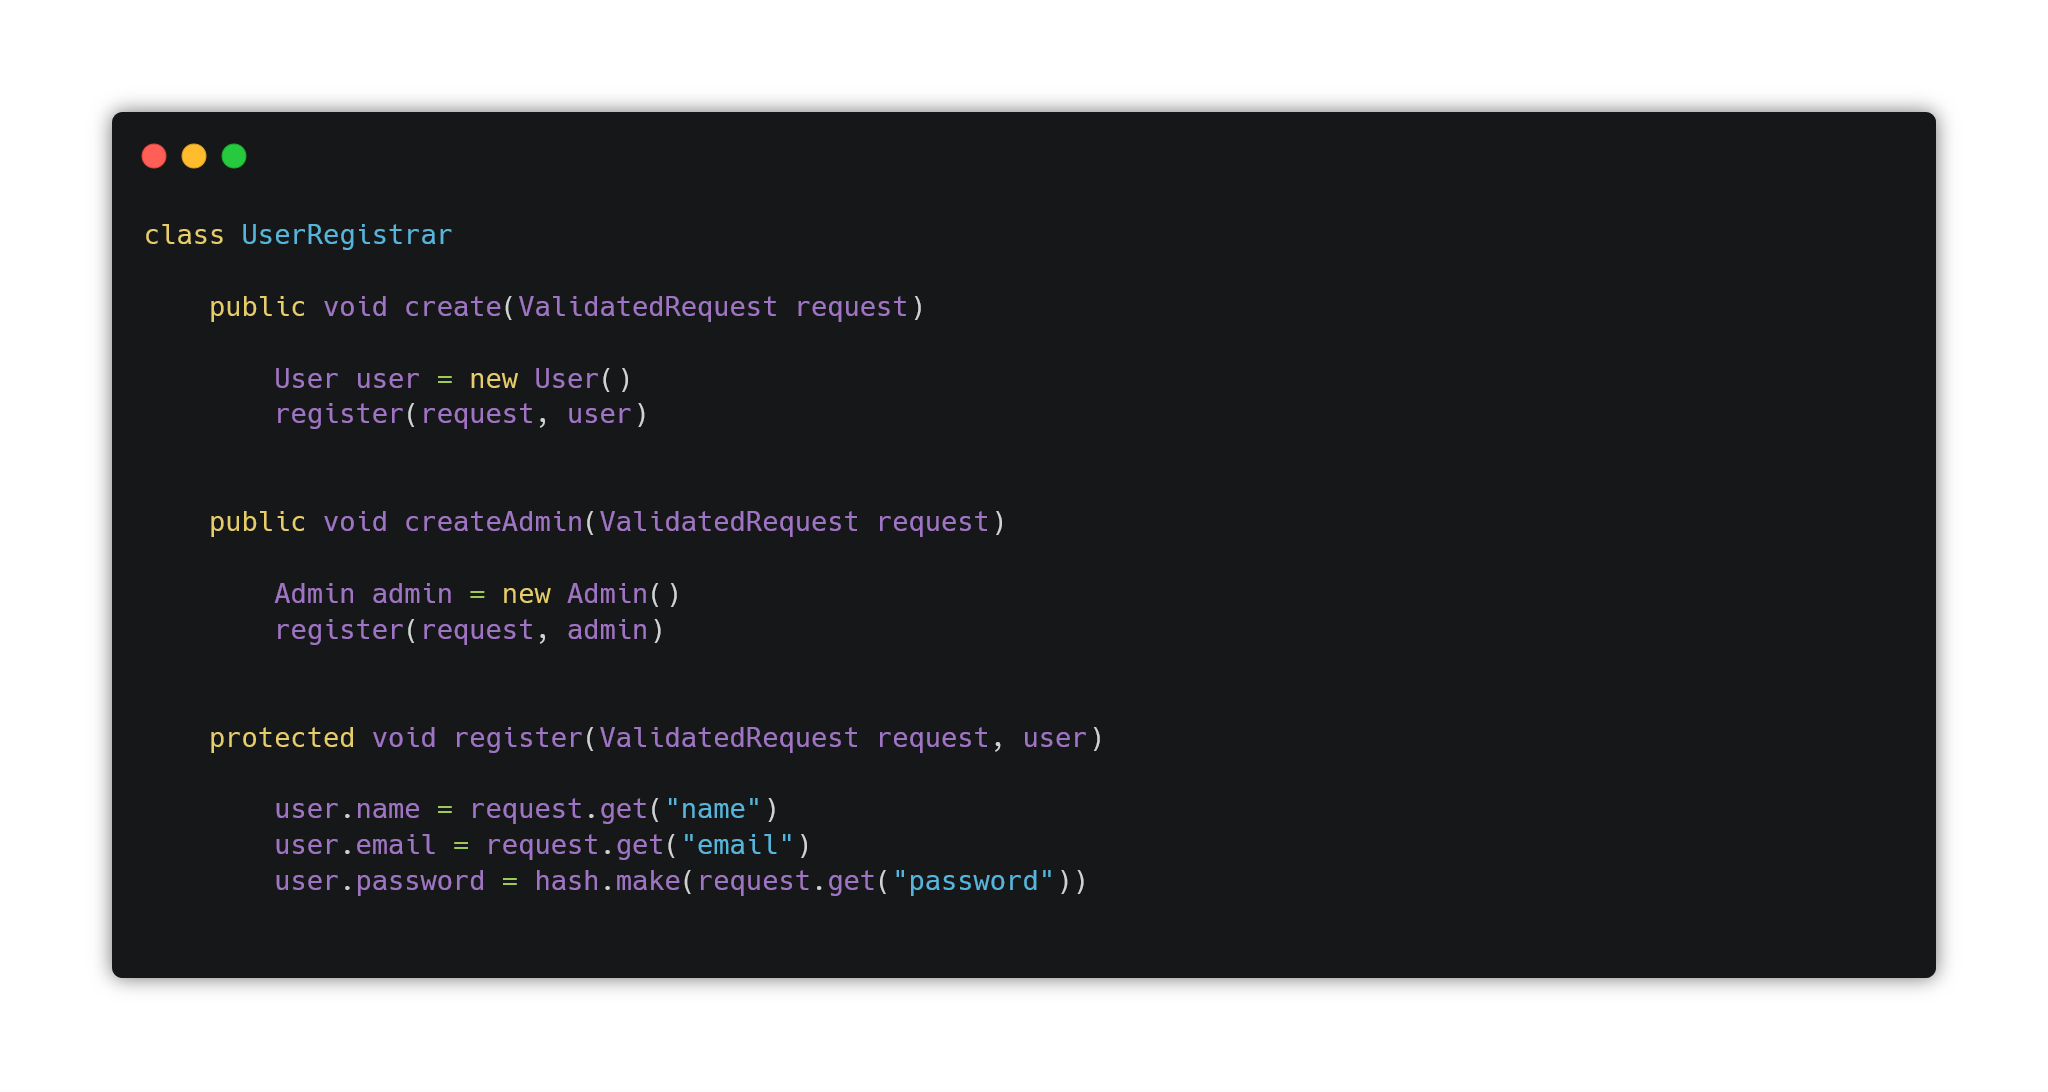 class UserRegistrar
public void create(ValidatedRequest request)
User user = new User()
register(request, user)
public void createAdmin(ValidatedRequest request)
Admin admin = new Admin()
register(request, admin)
protected void register(ValidatedRequest request, user)
user.name = request.get("name")
user.email = request.get("email")
user.password = hash.make(request.get("password"))